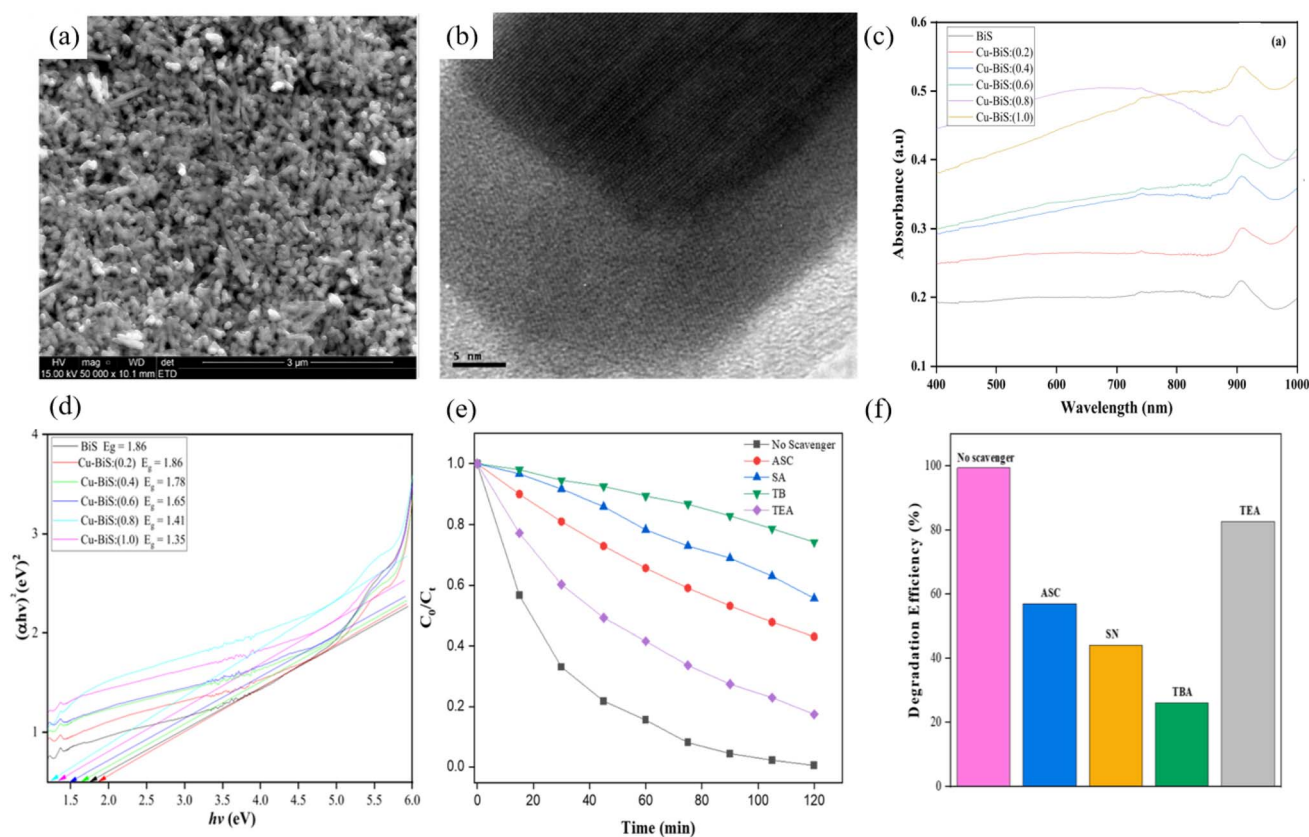 (a)
HV mag ○ WD det 3 µm
15.00 kV 50 000 x 10.1 mm ETD
(b)
5 nm
(c)
(a)
BiS
Cu-BiS:(0.2)
Cu-BiS:(0.4)
Cu-BiS:(0.6)
Cu-BiS:(0.8)
Cu-BiS:(1.0)
0.6
0.5
0.4
0.3
0.2
0.1
Absorbance (a.u)
400 500 600 700 800 900 1000
Wavelength (nm)
(d)
BiS Eg = 1.86
Cu-BiS:(0.2) Eg = 1.86
Cu-BiS:(0.4) Eg = 1.78
Cu-BiS:(0.6) Eg = 1.65
Cu-BiS:(0.8) Eg = 1.41
Cu-BiS:(1.0) Eg = 1.35
4
3
2
1
(αhν)² (eV)²
1.5 2.0 2.5 3.0 3.5 4.0 4.5 5.0 5.5 6.0
hν (eV)
(e)
No Scavenger
ASC
SA
TB
TEA
1.0
0.8
0.6
0.4
0.2
0.0
C₀/Cₜ
0 20 40 60 80 100 120
Time (min)
(f)
No scavenger
ASC
SN
TBA
TEA
100
80
60
40
20
0
Degradation Efficiency (%)